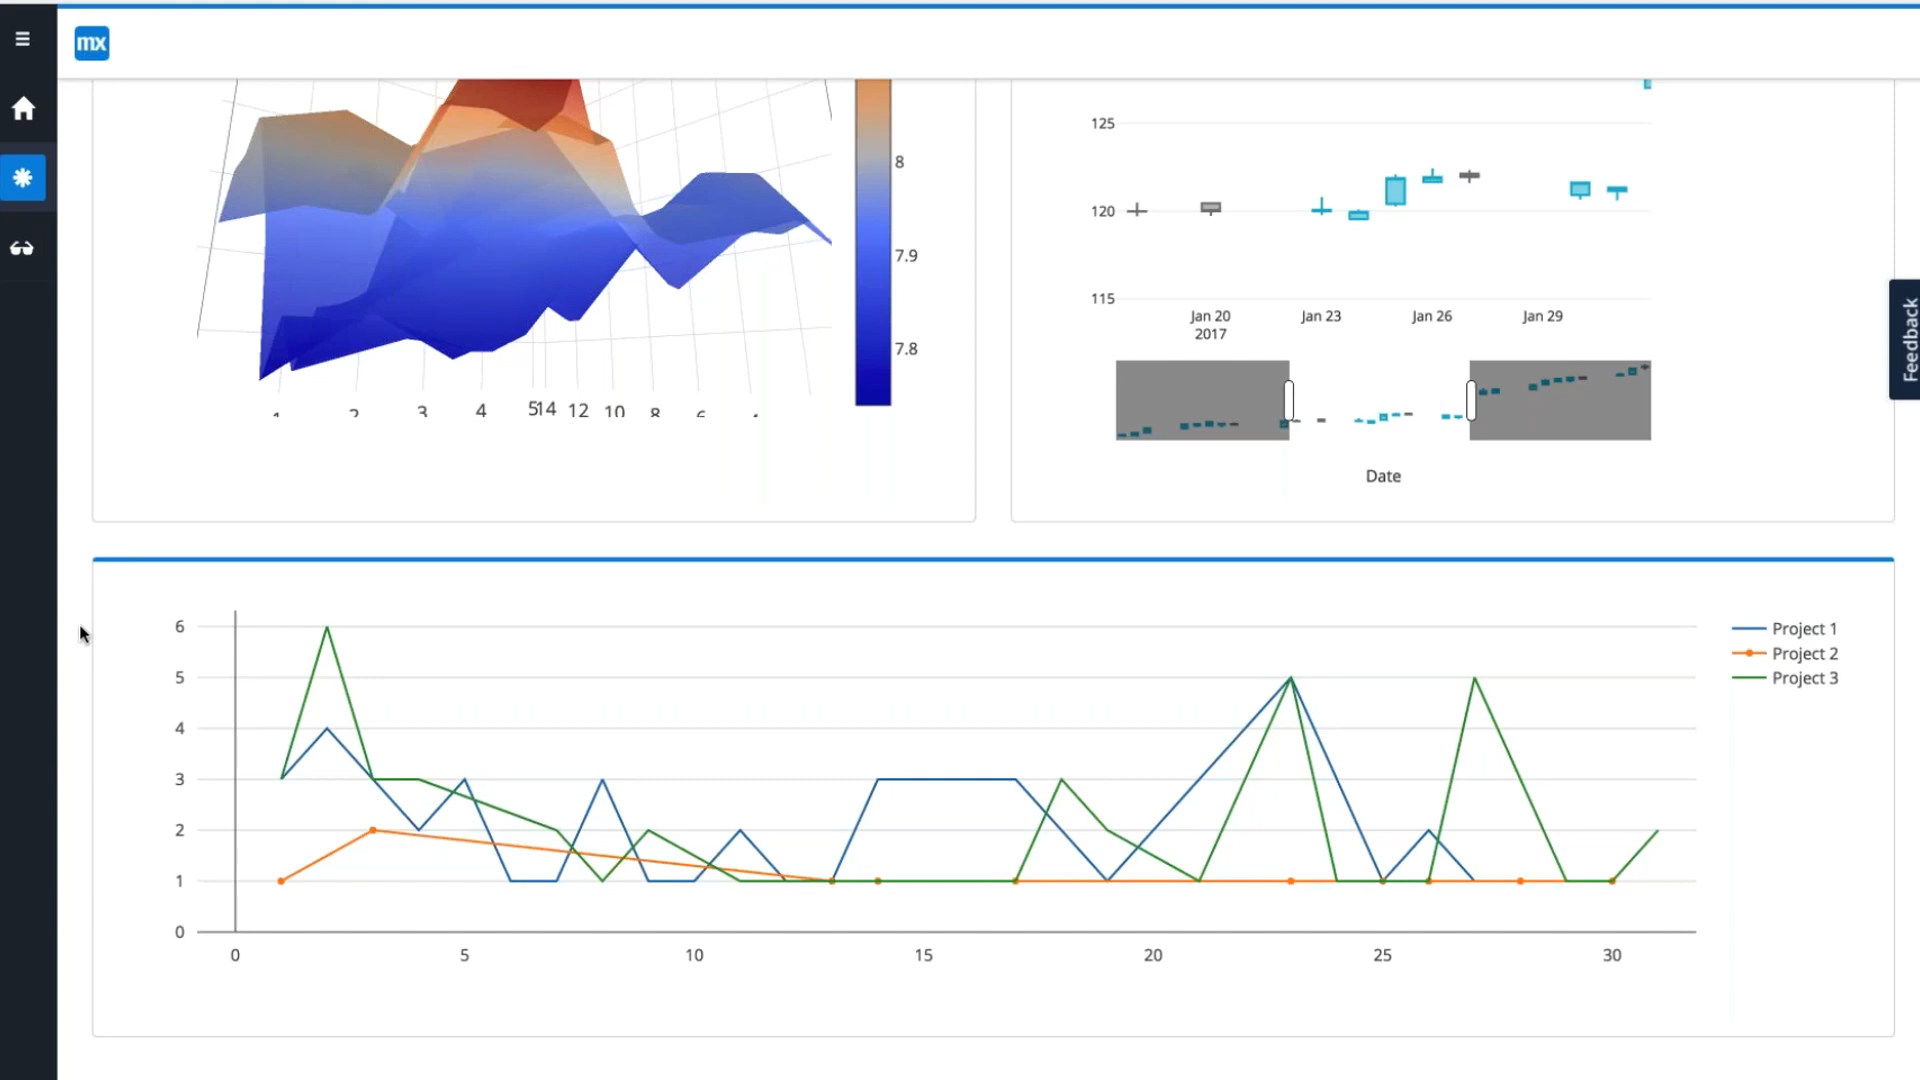 mx
8
7.9
7.8
4
514 12
8
125
120
115
Jan 20
2017
Jan 23
Jan 26
Jan 29
Date
Feedback
6
5
4
3
2
1
0
0 5 10 15 20 25 30
Project 1
Project 2
Project 3